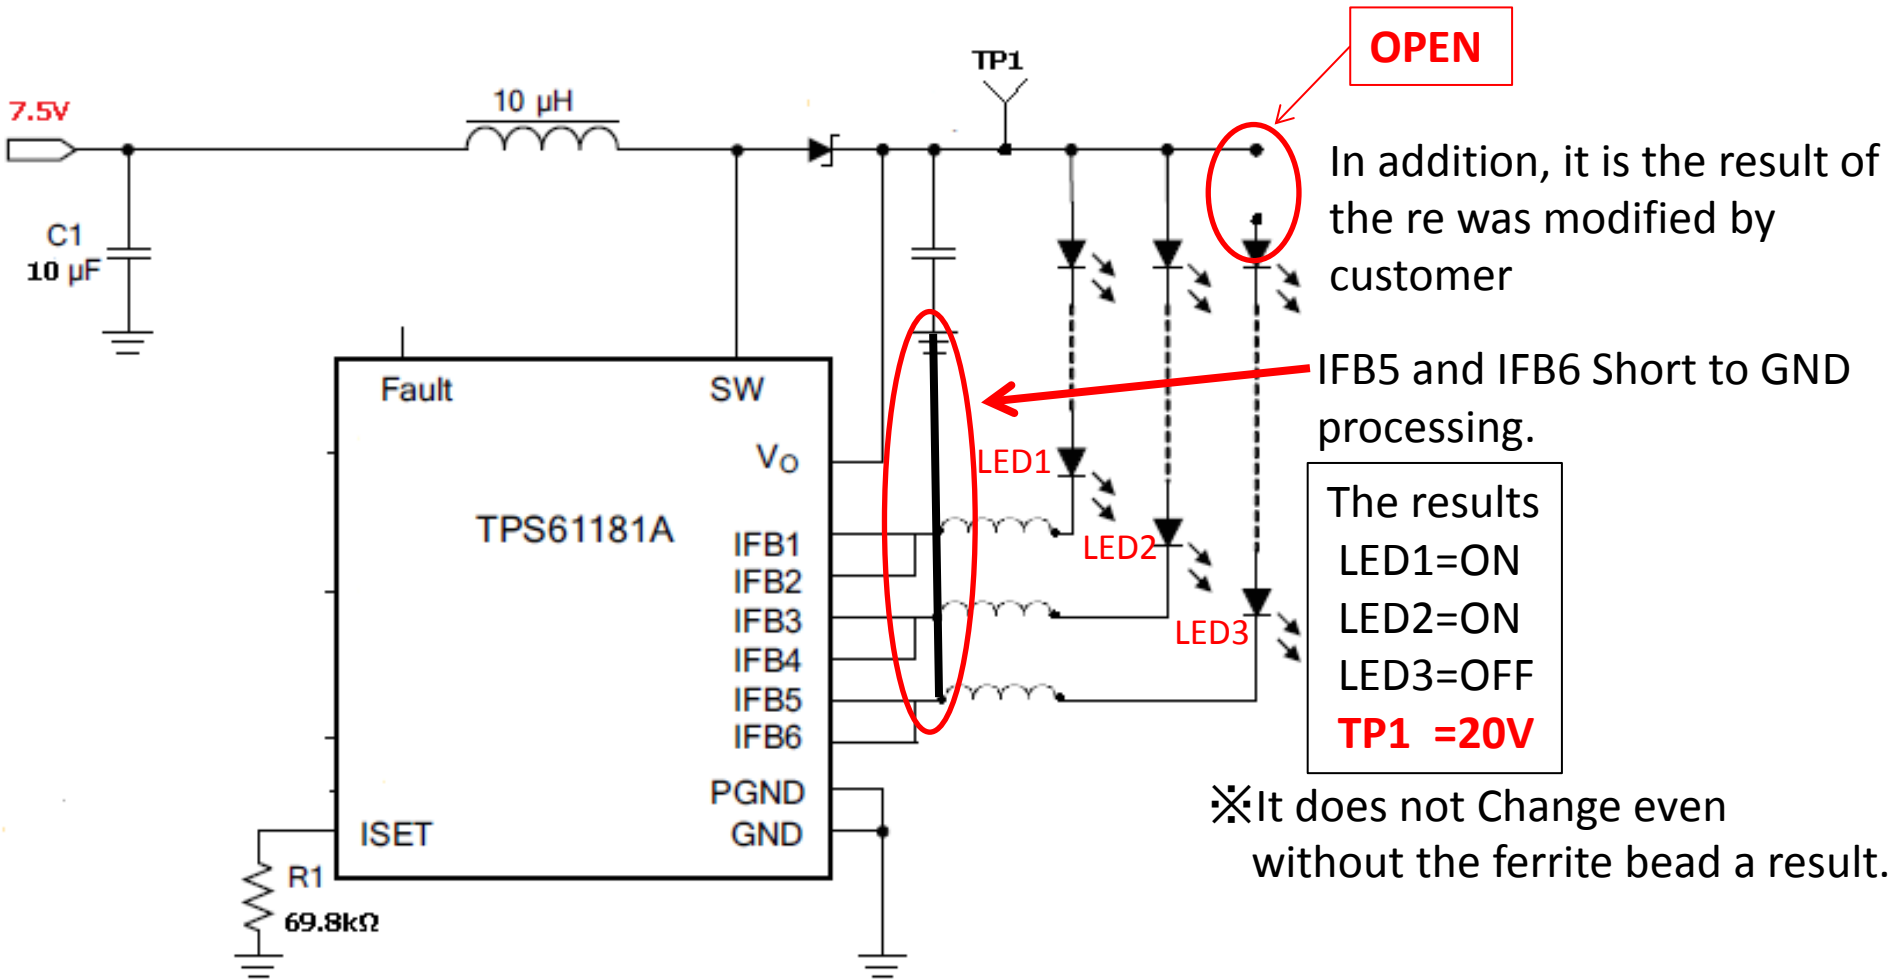 OPEN
TP1
7.5V
10 µH
In addition, it is the result of
the re was modified by
customer
C1
10 µF
IFB5 and IFB6 Short to GND
processing.
Fault
SW
VO
LED1
TPS61181A
IFB1
IFB2
IFB3
IFB4
IFB5
IFB6
LED2
LED3
The results
LED1=ON
LED2=ON
LED3=OFF
TP1 =20V
PGND
GND
ISET
R1
69.8kΩ
※It does not Change even
without the ferrite bead a result.